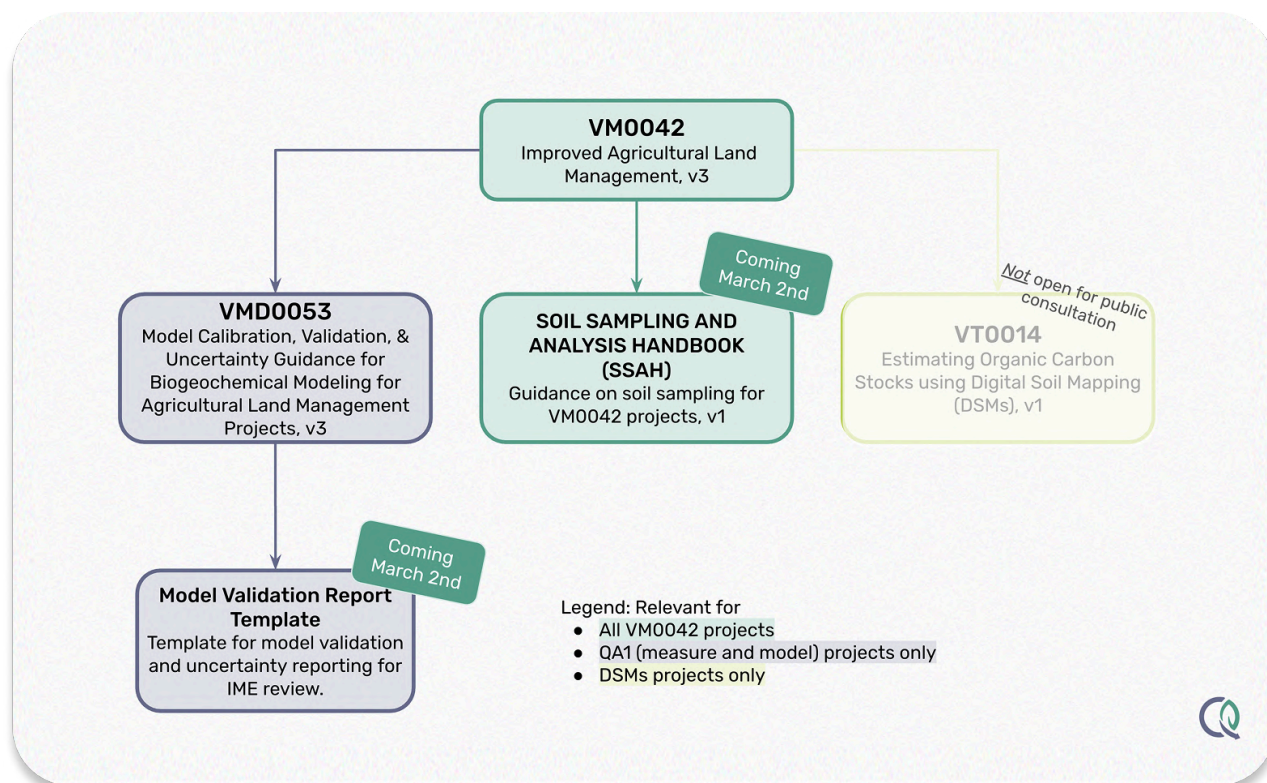 VM0042
Improved Agricultural Land
Management, v3
Coming
March 2nd
Not open for public
consultation
VMD0053
Model Calibration, Validation, &
Uncertainty Guidance for
Biogeochemical Modeling for
Agricultural Land Management
Projects, v3
SOIL SAMPLING AND
ANALYSIS HANDBOOK
(SSAH)
Guidance on soil sampling for
VM0042 projects, v1
VT0014
Estimating Organic Carbon
Stocks using Digital Soil Mapping
(DSMs), v1
Coming
March 2nd
Model Validation Report
Template
Template for model validation
and uncertainty reporting for
IME review.
Legend: Relevant for
● All VM0042 projects
● QA1 (measure and model) projects only
● DSMs projects only